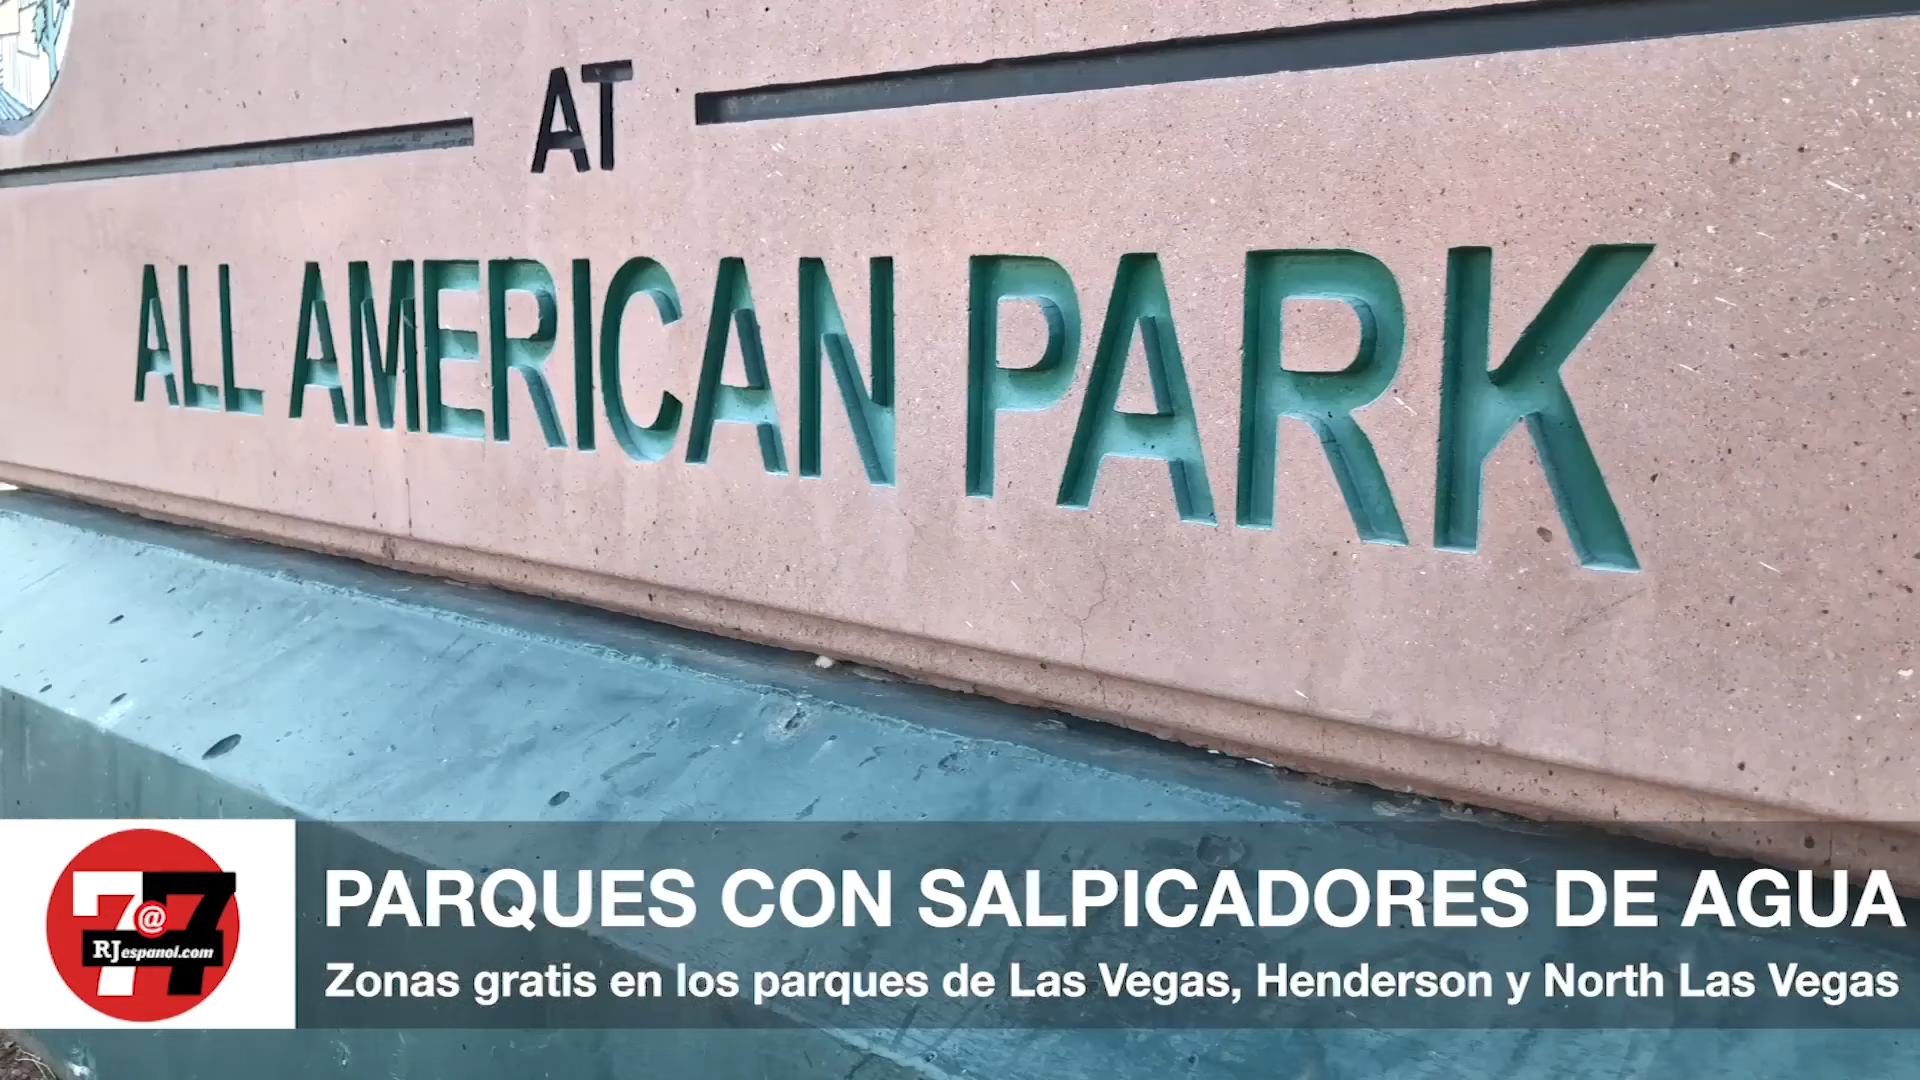 AT
ALL AMERICAN PARK
7@7
RJespanol.com
PARQUES CON SALPICADORES DE AGUA
Zonas gratis en los parques de Las Vegas, Henderson y North Las Vegas